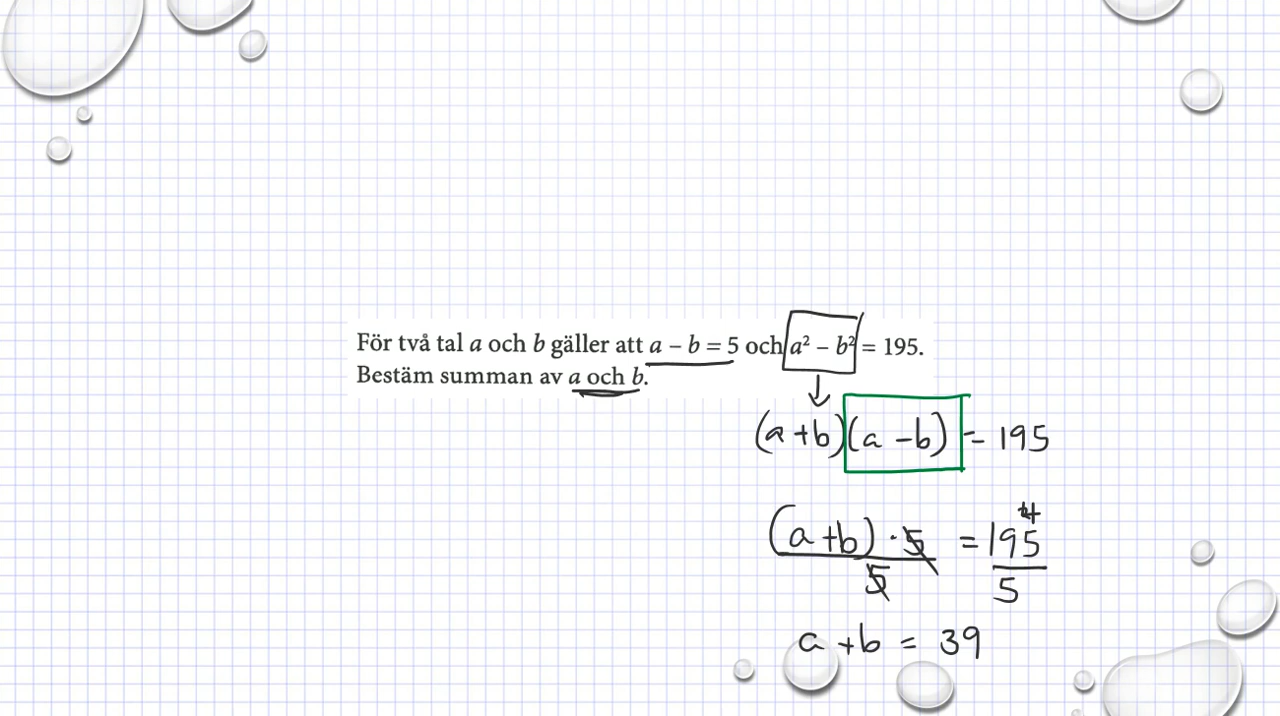 För två tal a och b gäller att a – b = 5 och a² – b² = 195.
Bestäm summan av a och b.
(a+b)(a-b) = 195
(a+b) · 5 = 195
5 5
a+b = 39